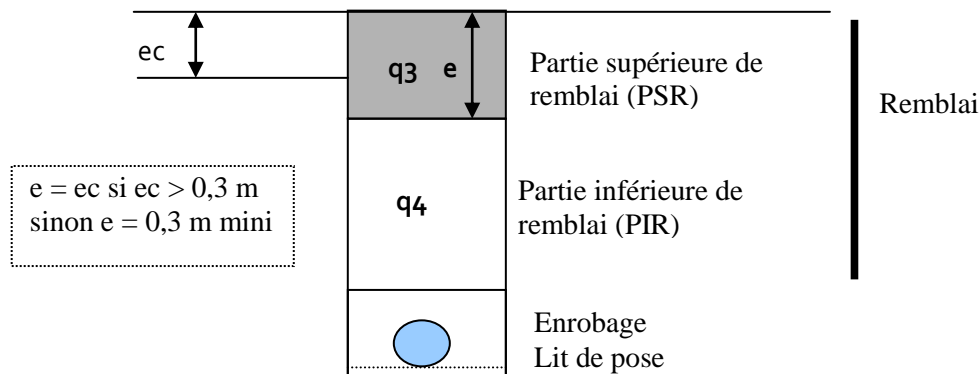 ec
q3 e
Partie supérieure de
remblai (PSR)
Remblai
e = ec si ec > 0,3 m
sinon e = 0,3 m mini
q4
Partie inférieure de
remblai (PIR)
Enrobage
Lit de pose